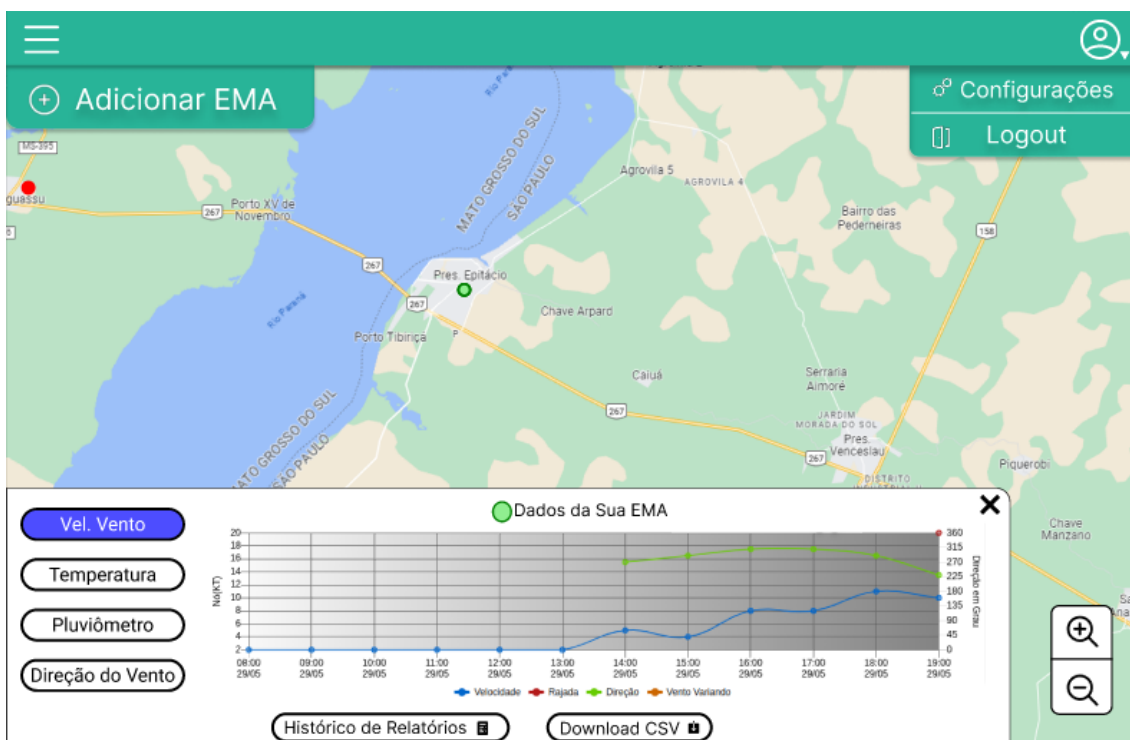 Adicionar EMA
Configurações
Logout
Rio Pa
MS-395
guassu
267
Porto XV de
Novembro
MATO GROSSO DO SUL
SÃO PAULO
Agrovila 5
AGROVILA 4
Bairro das
Pederneiras
158
267
Pres. Epitácio
267
Rio Paraná
Chave Arpard
Porto Tibiriça
P
Caiuá
Serraria
Aimoré
267
JARDIM
MORADA DO SOL
Pres.
Venceslau
267
DISTRITO
Piquerobi
MATO GROSSO DO SUL
SÃO PAULO
Chave
Manzano
Dados da Sua EMA
Vel. Vento
Temperatura
Pluviômetro
Direção do Vento
Nó(KT)
20
18
16
14
12
10
8
6
4
2
360
315
270
225
180
135
90
45
0
Direção em Grau
08:00 09:00 10:00 11:00 12:00 13:00 14:00 15:00 16:00 17:00 18:00 19:00
29/05 29/05 29/05 29/05 29/05 29/05 29/05 29/05 29/05 29/05 29/05 29/05
Velocidade Rajada Direção Vento Variando
Histórico de Relatórios
Download CSV